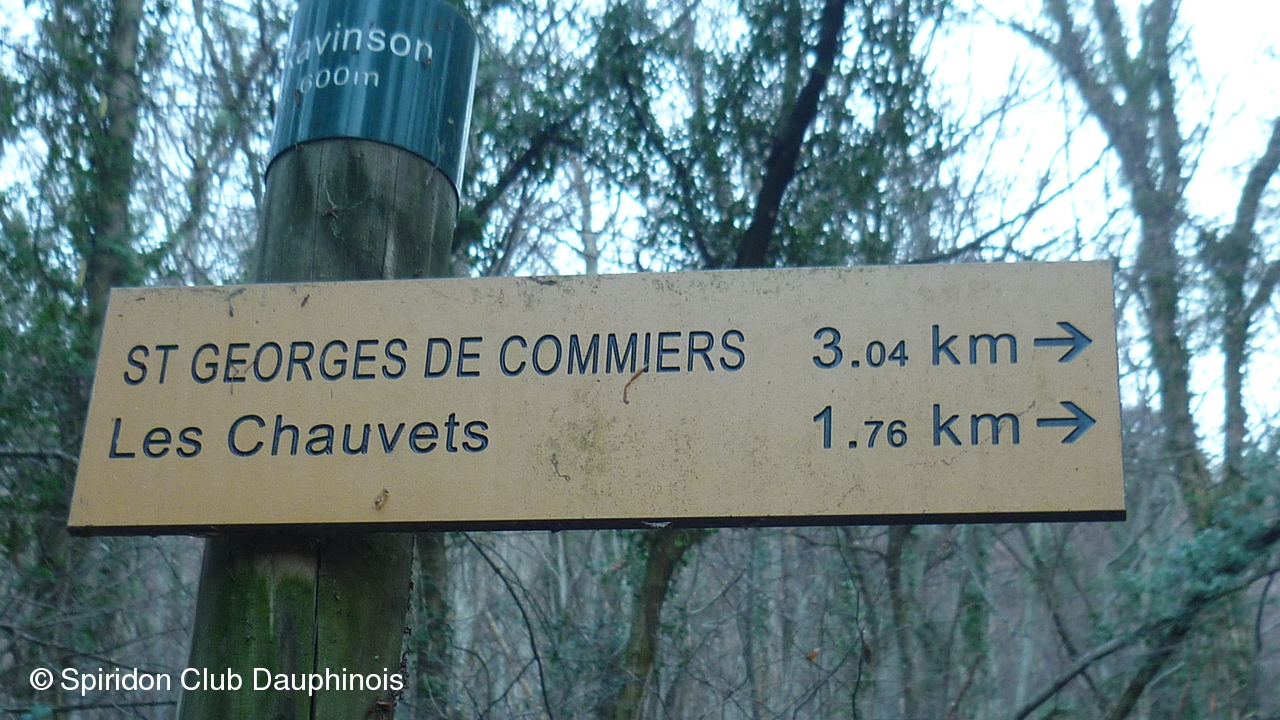 avinson
600m
ST GEORGES DE COMMIERS 3.04 km →
Les Chauvets 1.76 km →
© Spiridon Club Dauphinois